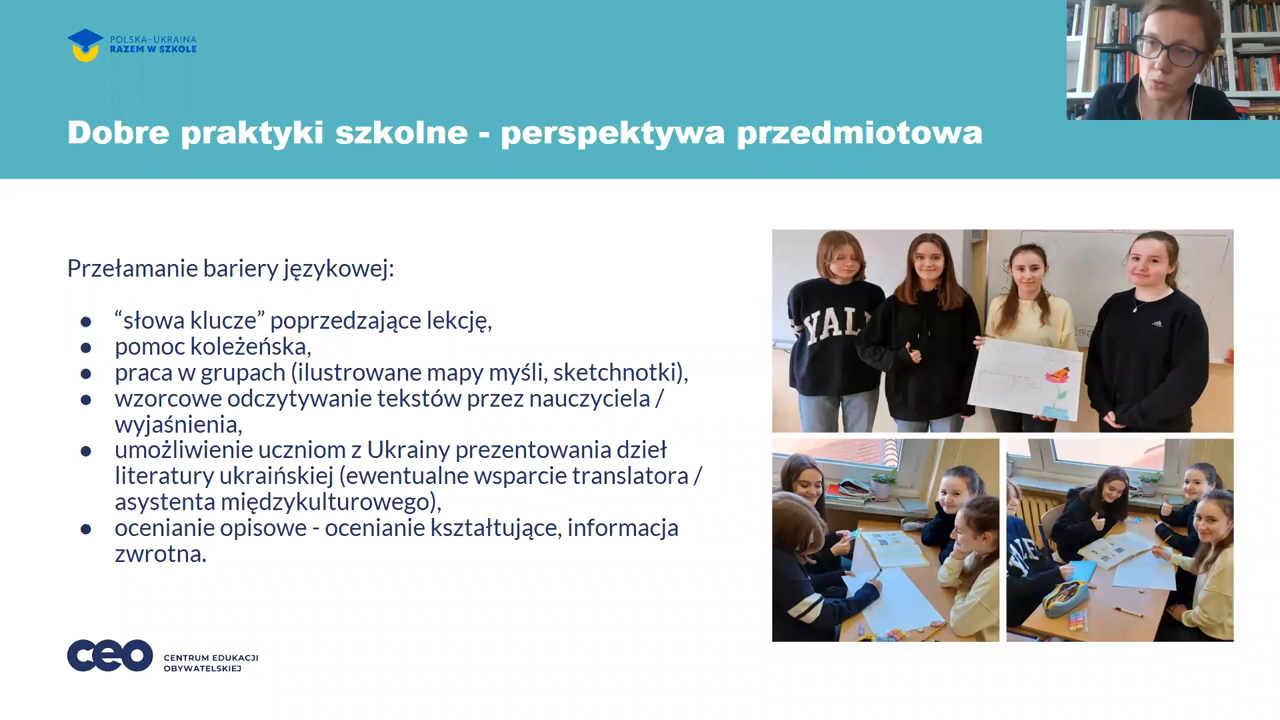 POLSKA-UKRAINA
RAZEM W SZKOLE
Dobre praktyki szkolne - perspektywa przedmiotowa
Przełamanie bariery językowej:
● “słowa klucze” poprzedzające lekcję,
● pomoc koleżeńska,
● praca w grupach (ilustrowane mapy myśli, sketchnotki),
● wzorcowe odczytywanie tekstów przez nauczyciela /
wyjaśnienia,
● umożliwienie uczniom z Ukrainy prezentowania dzieł
literatury ukraińskiej (ewentualne wsparcie translatora /
asystenta międzykulturowego),
● ocenianie opisowe - ocenianie kształtujące, informacja
zwrotna.
YALE
YALE
ceo
CENTRUM EDUKACJI
OBYWATELSKIEJ